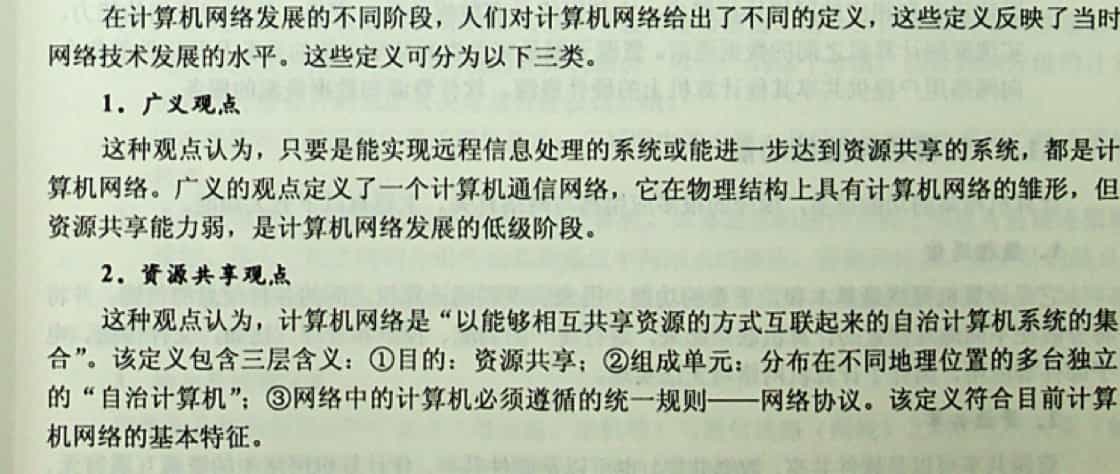 在计算机网络发展的不同阶段，人们对计算机网络给出了不同的定义，这些定义反映了当时
网络技术发展的水平。这些定义可分为以下三类。
1．广义观点
这种观点认为，只要是能实现远程信息处理的系统或能进一步达到资源共享的系统，都是计
算机网络。广义的观点定义了一个计算机通信网络，它在物理结构上具有计算机网络的雏形，但
资源共享能力弱，是计算机网络发展的低级阶段。
2．资源共享观点
这种观点认为，计算机网络是“以能够相互共享资源的方式互联起来的自治计算机系统的集
合”。该定义包含三层含义：①目的：资源共享；②组成单元：分布在不同地理位置的多台独立
的“自治计算机”；③网络中的计算机必须遵循的统一规则——网络协议。该定义符合目前计算
机网络的基本特征。